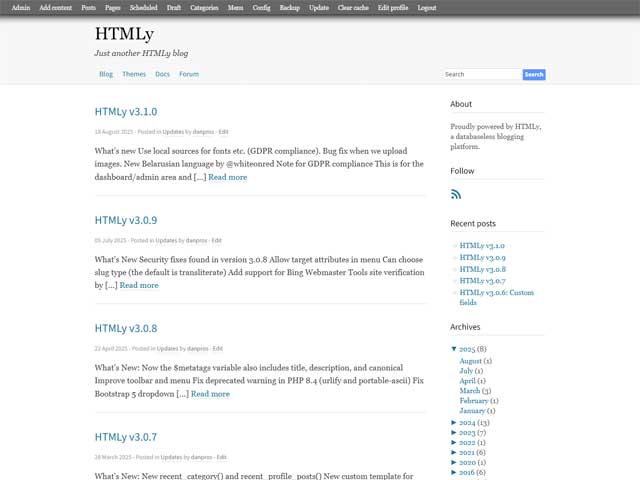 Admin Add content Posts Pages Scheduled Draft Categories Menu Config Backup Update Clear cache Edit profile Logout
HTMLy
Just another HTMLy blog
Blog Themes Docs Forum
Search Search
HTMLy v3.1.0
18 August 2025 - Posted in Updates by danpros - Edit
What's new Use local sources for fonts etc. (GDPR compliance). Bug fix when we upload
images. New Belarusian language by @whiteonred Note for GDPR compliance This is for the
dashboard/admin area and [...] Read more
HTMLy v3.0.9
05 July 2025 - Posted in Updates by danpros - Edit
What's New Security fixes found in version 3.0.8 Allow target attributes in menu Can choose
slug type (the default is transliterate) Add support for Bing Webmaster Tools site verification
by [...] Read more
HTMLy v3.0.8
22 April 2025 - Posted in Updates by danpros - Edit
What's New: Now the $metatags variable also includes title, description, and canonical
Improve toolbar and menu Fix deprecated warning in PHP 8.4 (urlify and portable-ascii) Fix
Bootstrap 5 dropdown [...] Read more
HTMLy v3.0.7
28 March 2025 - Posted in Updates by danpros - Edit
What's New: New recent_category() and recent_profile_posts() New custom template for
About
Proudly powered by HTMLy,
a databaseless blogging
platform.
Follow
Recent posts
HTMLy v3.1.0
HTMLy v3.0.9
HTMLy v3.0.8
HTMLy v3.0.7
HTMLy v3.0.6: Custom
fields
Archives
▼ 2025 (8)
August (1)
July (1)
April (1)
March (3)
February (1)
January (1)
► 2024 (13)
► 2023 (7)
► 2022 (1)
► 2021 (6)
► 2020 (1)
► 2016 (6)